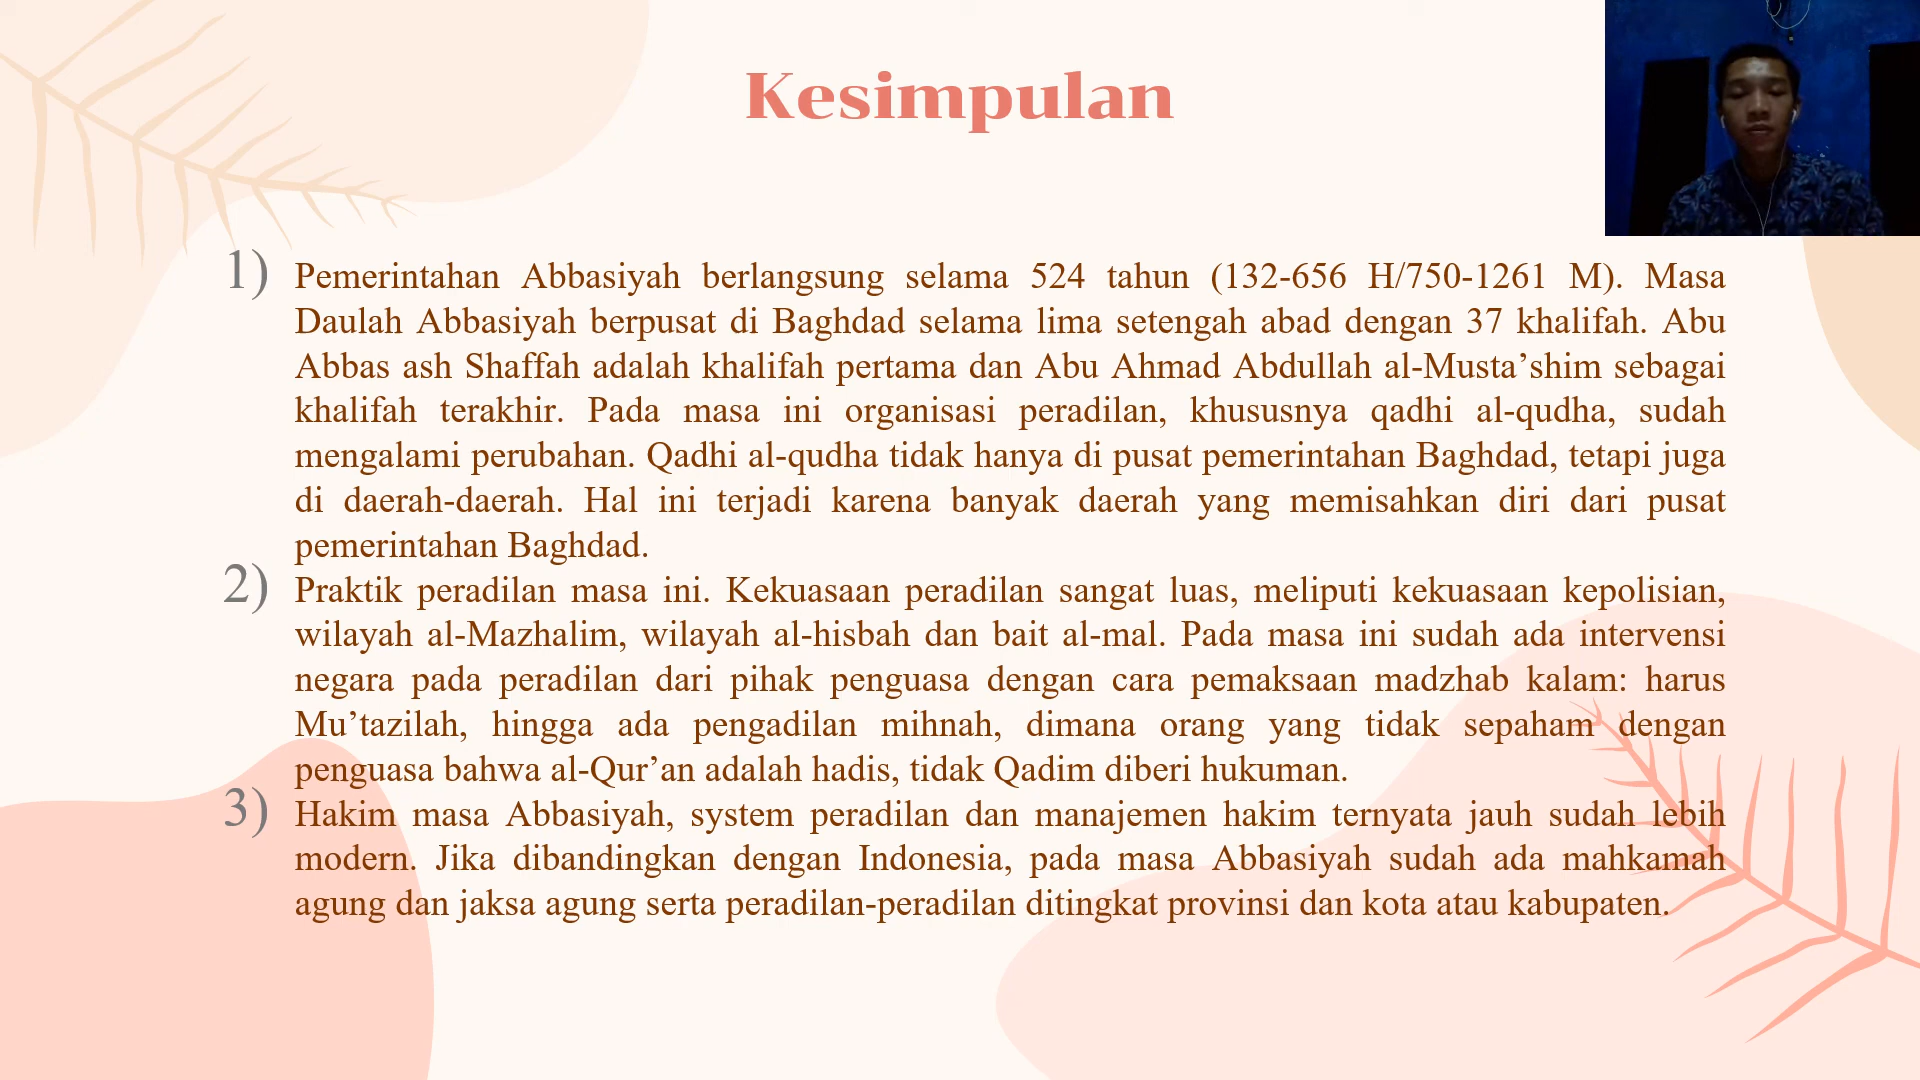 Kesimpulan
1) Pemerintahan Abbasiyah berlangsung selama 524 tahun (132-656 H/750-1261 M). Masa
Daulah Abbasiyah berpusat di Baghdad selama lima setengah abad dengan 37 khalifah. Abu
Abbas ash Shaffah adalah khalifah pertama dan Abu Ahmad Abdullah al-Musta’shim sebagai
khalifah terakhir. Pada masa ini organisasi peradilan, khususnya qadhi al-qudha, sudah
mengalami perubahan. Qadhi al-qudha tidak hanya di pusat pemerintahan Baghdad, tetapi juga
di daerah-daerah. Hal ini terjadi karena banyak daerah yang memisahkan diri dari pusat
pemerintahan Baghdad.
2) Praktik peradilan masa ini. Kekuasaan peradilan sangat luas, meliputi kekuasaan kepolisian,
wilayah al-Mazhalim, wilayah al-hisbah dan bait al-mal. Pada masa ini sudah ada intervensi
negara pada peradilan dari pihak penguasa dengan cara pemaksaan madzhab kalam: harus
Mu’tazilah, hingga ada pengadilan mihnah, dimana orang yang tidak sepaham dengan
penguasa bahwa al-Qur’an adalah hadis, tidak Qadim diberi hukuman.
3) Hakim masa Abbasiyah, system peradilan dan manajemen hakim ternyata jauh sudah lebih
modern. Jika dibandingkan dengan Indonesia, pada masa Abbasiyah sudah ada mahkamah
agung dan jaksa agung serta peradilan-peradilan ditingkat provinsi dan kota atau kabupaten.